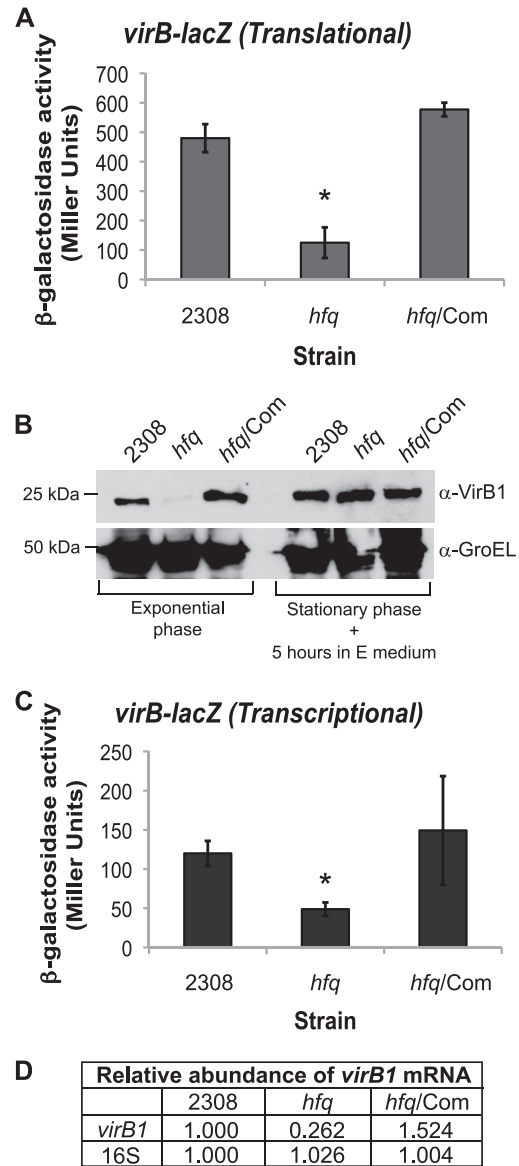 A
virB-lacZ (Translational)
β-galactosidase activity
(Miller Units)
700
600
500
400
300
200
100
0
*
2308 hfq hfq/Com
Strain
B
2308 hfq hfq/Com 2308 hfq hfq/Com
25 kDa α-VirB1
50 kDa α-GroEL
Exponential
phase
Stationary phase
+
5 hours in E medium
C
virB-lacZ (Transcriptional)
β-galactosidase activity
(Miller Units)
250
200
150
100
50
0
*
2308 hfq hfq/Com
Strain
D
Relative abundance of virB1 mRNA
2308 hfq hfq/Com
virB1 1.000 0.262 1.524
16S 1.000 1.026 1.004